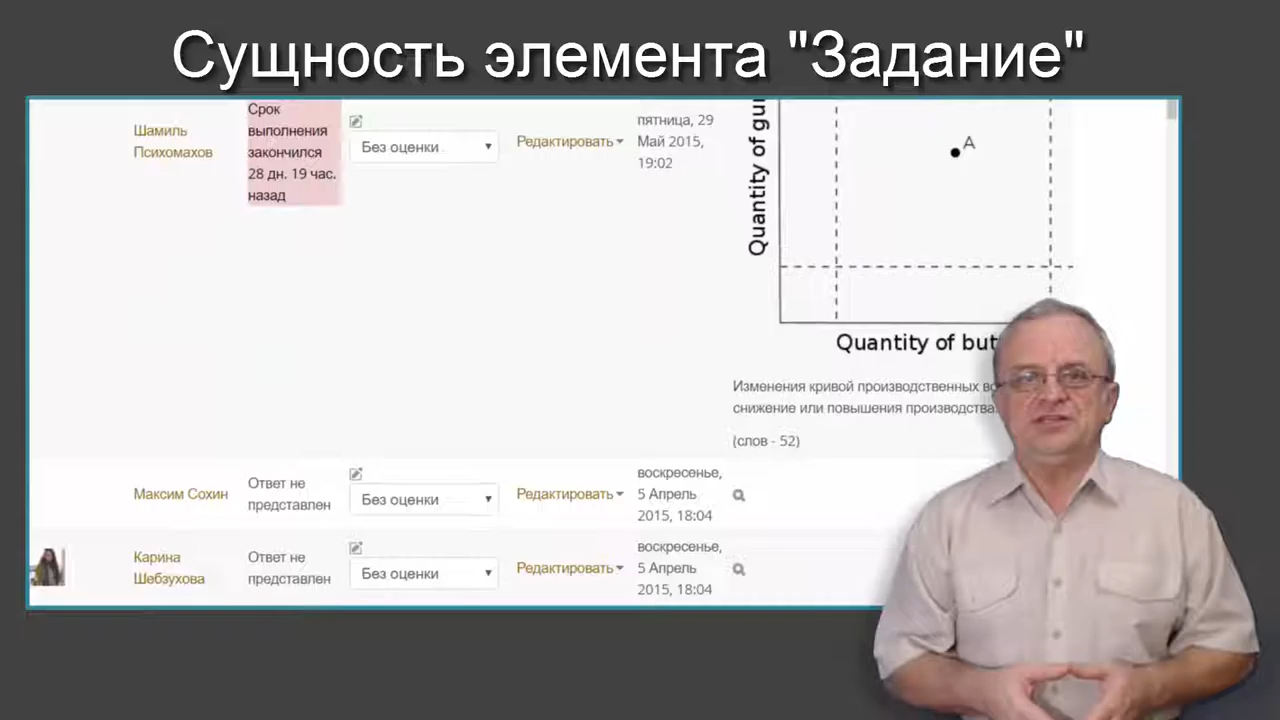 Сущность элемента "Задание"
Шамиль
Психомахов
Срок
выполнения
закончился
28 дн. 19 час.
назад
Без оценки
Редактировать
пятница, 29
Май 2015,
19:02
Quantity of gu
A
Quantity of but
Изменения кривой производственных
снижение или повышения производства
(слов - 52)
Максим Сохин
Ответ не
представлен
Без оценки
Редактировать
воскресенье,
5 Апрель
2015, 18:04
Карина
Шебзухова
Ответ не
представлен
Без оценки
Редактировать
воскресенье,
5 Апрель
2015, 18:04